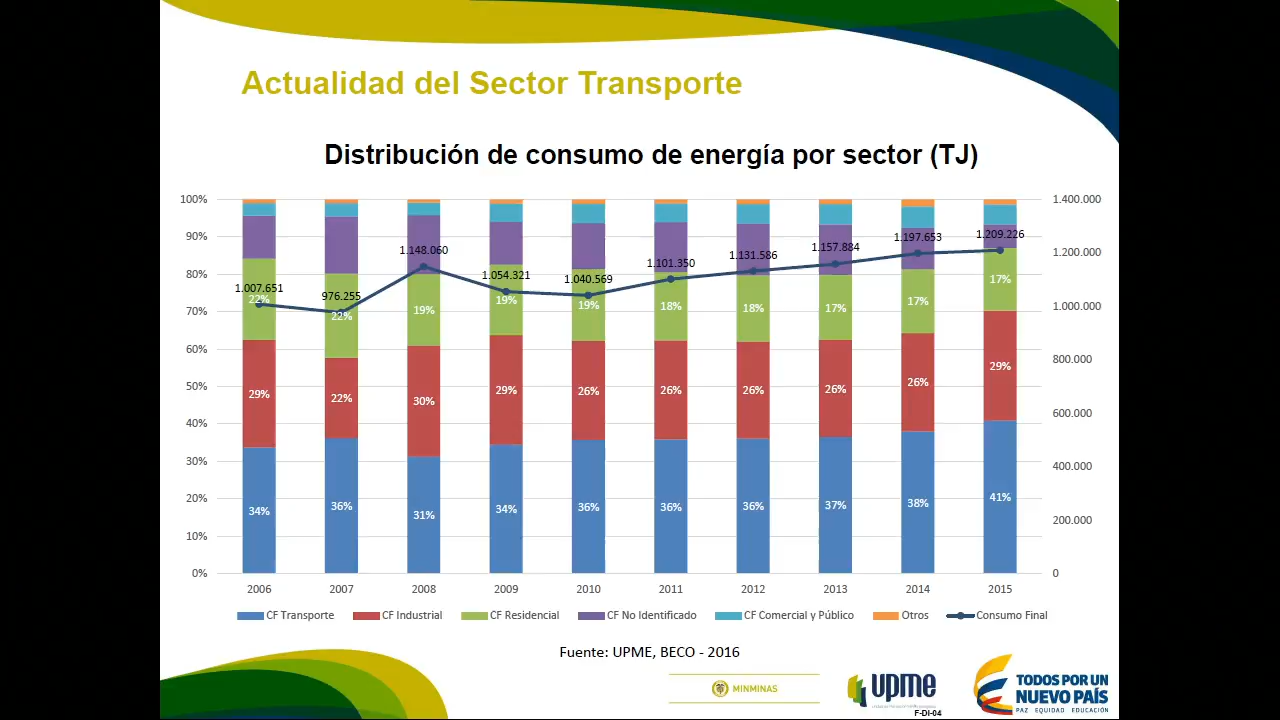 Actualidad del Sector Transporte
Distribución de consumo de energía por sector (TJ)
100%
90%
80%
70%
60%
50%
40%
30%
20%
10%
0%
1.400.000
1.200.000
1.000.000
800.000
600.000
400.000
200.000
0
1.007.651
976.255
1.148.060
1.054.321
1.040.569
1.101.350
1.131.586
1.157.884
1.197.653
1.209.226
22% 22% 19% 19% 19% 18% 18% 17% 17% 17%
29% 22% 30% 29% 26% 26% 26% 26% 26% 29%
34% 36% 31% 34% 36% 36% 36% 37% 38% 41%
2006 2007 2008 2009 2010 2011 2012 2013 2014 2015
CF Transporte CF Industrial CF Residencial CF No Identificado CF Comercial y Público Otros Consumo Final
Fuente: UPME, BECO - 2016
MINMINAS
upme
F-DI-04
TODOS POR UN
NUEVO PAÍS
PAZ EQUIDAD EDUCACIÓN